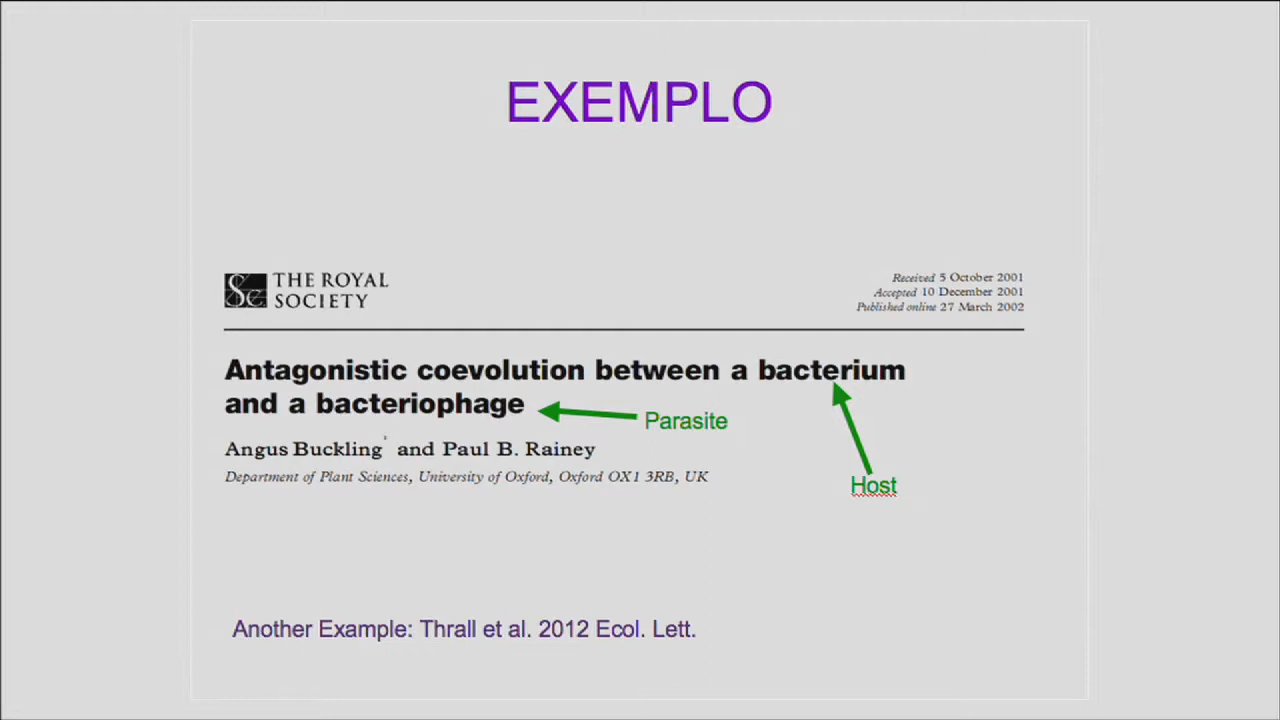 EXEMPLO
THE ROYAL
SOCIETY
Received 5 October 2001
Accepted 10 December 2001
Published online 27 March 2002
Antagonistic coevolution between a bacterium
and a bacteriophage
Parasite
Angus Buckling* and Paul B. Rainey
Department of Plant Sciences, University of Oxford, Oxford OX1 3RB, UK
Host
Another Example: Thrall et al. 2012 Ecol. Lett.